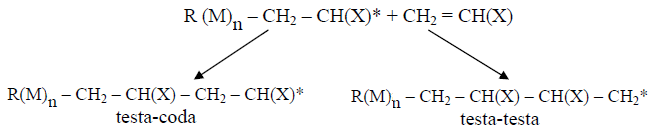 R (M)n – CH2 – CH(X)* + CH2 = CH(X)
R(M)n – CH2 – CH(X) – CH2 – CH(X)*
testa-coda
R(M)n – CH2 – CH(X) – CH(X) – CH2*
testa-testa